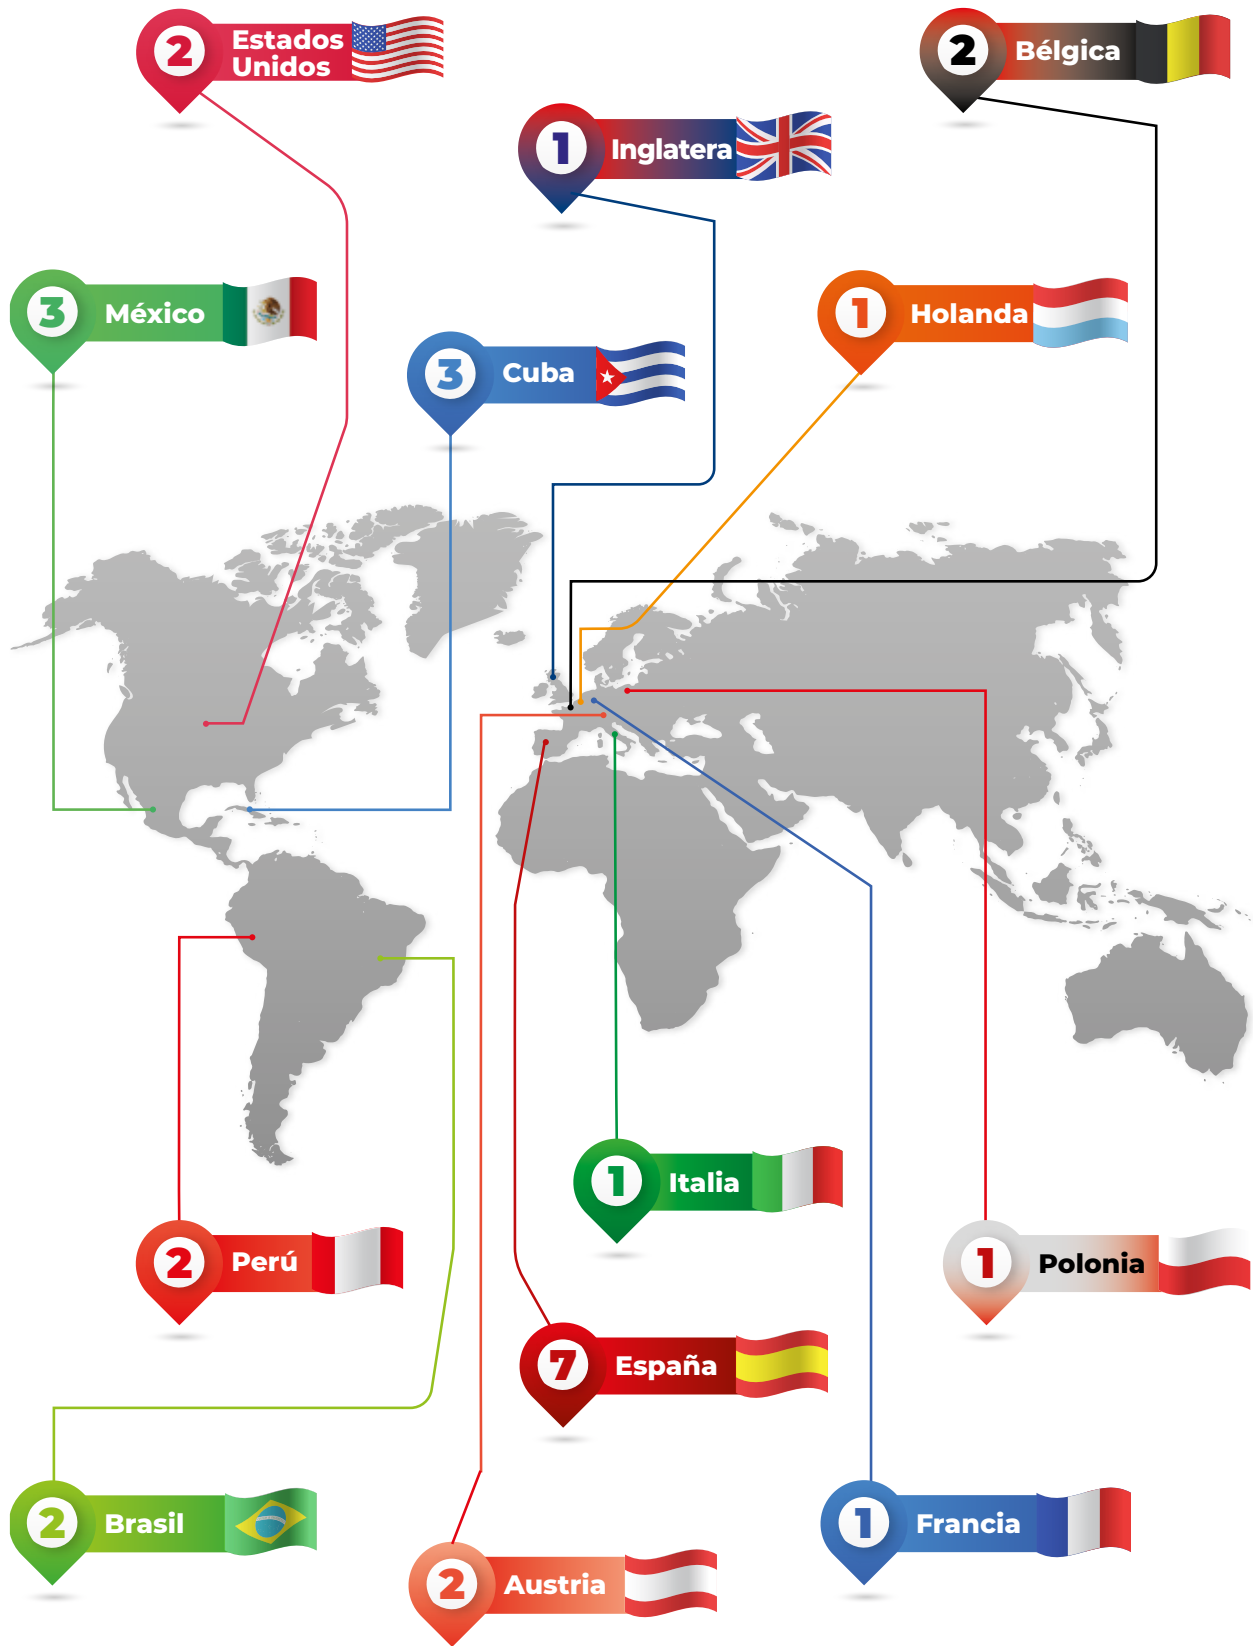 2
Estados
Unidos
2
Bélgica
1
Inglatera
3
México
1
Holanda
3
Cuba
1
Italia
2
Perú
1
Polonia
7
España
2
Brasil
1
Francia
2
Austria